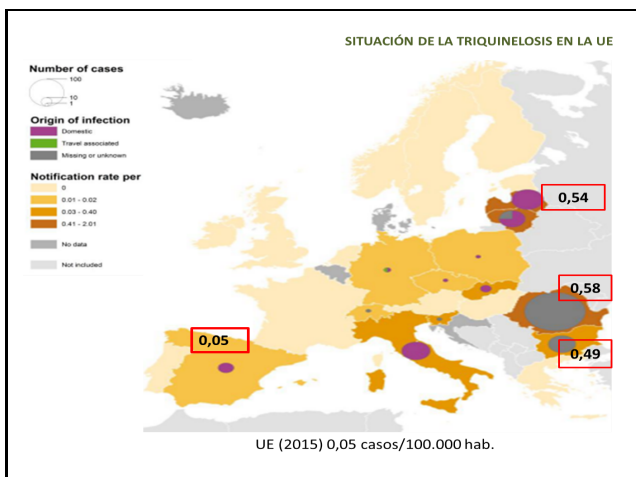 SITUACIÓN DE LA TRIQUINELOSIS EN LA UE
Number of cases
100
10
1
Origin of infection
Domestic
Travel associated
Missing or unknown
Notification rate per
0
0.01 - 0.02
0.03 - 0.40
0.41 - 2.01
No data
Not included
0,54
0,58
0,05
0,49
UE (2015) 0,05 casos/100.000 hab.